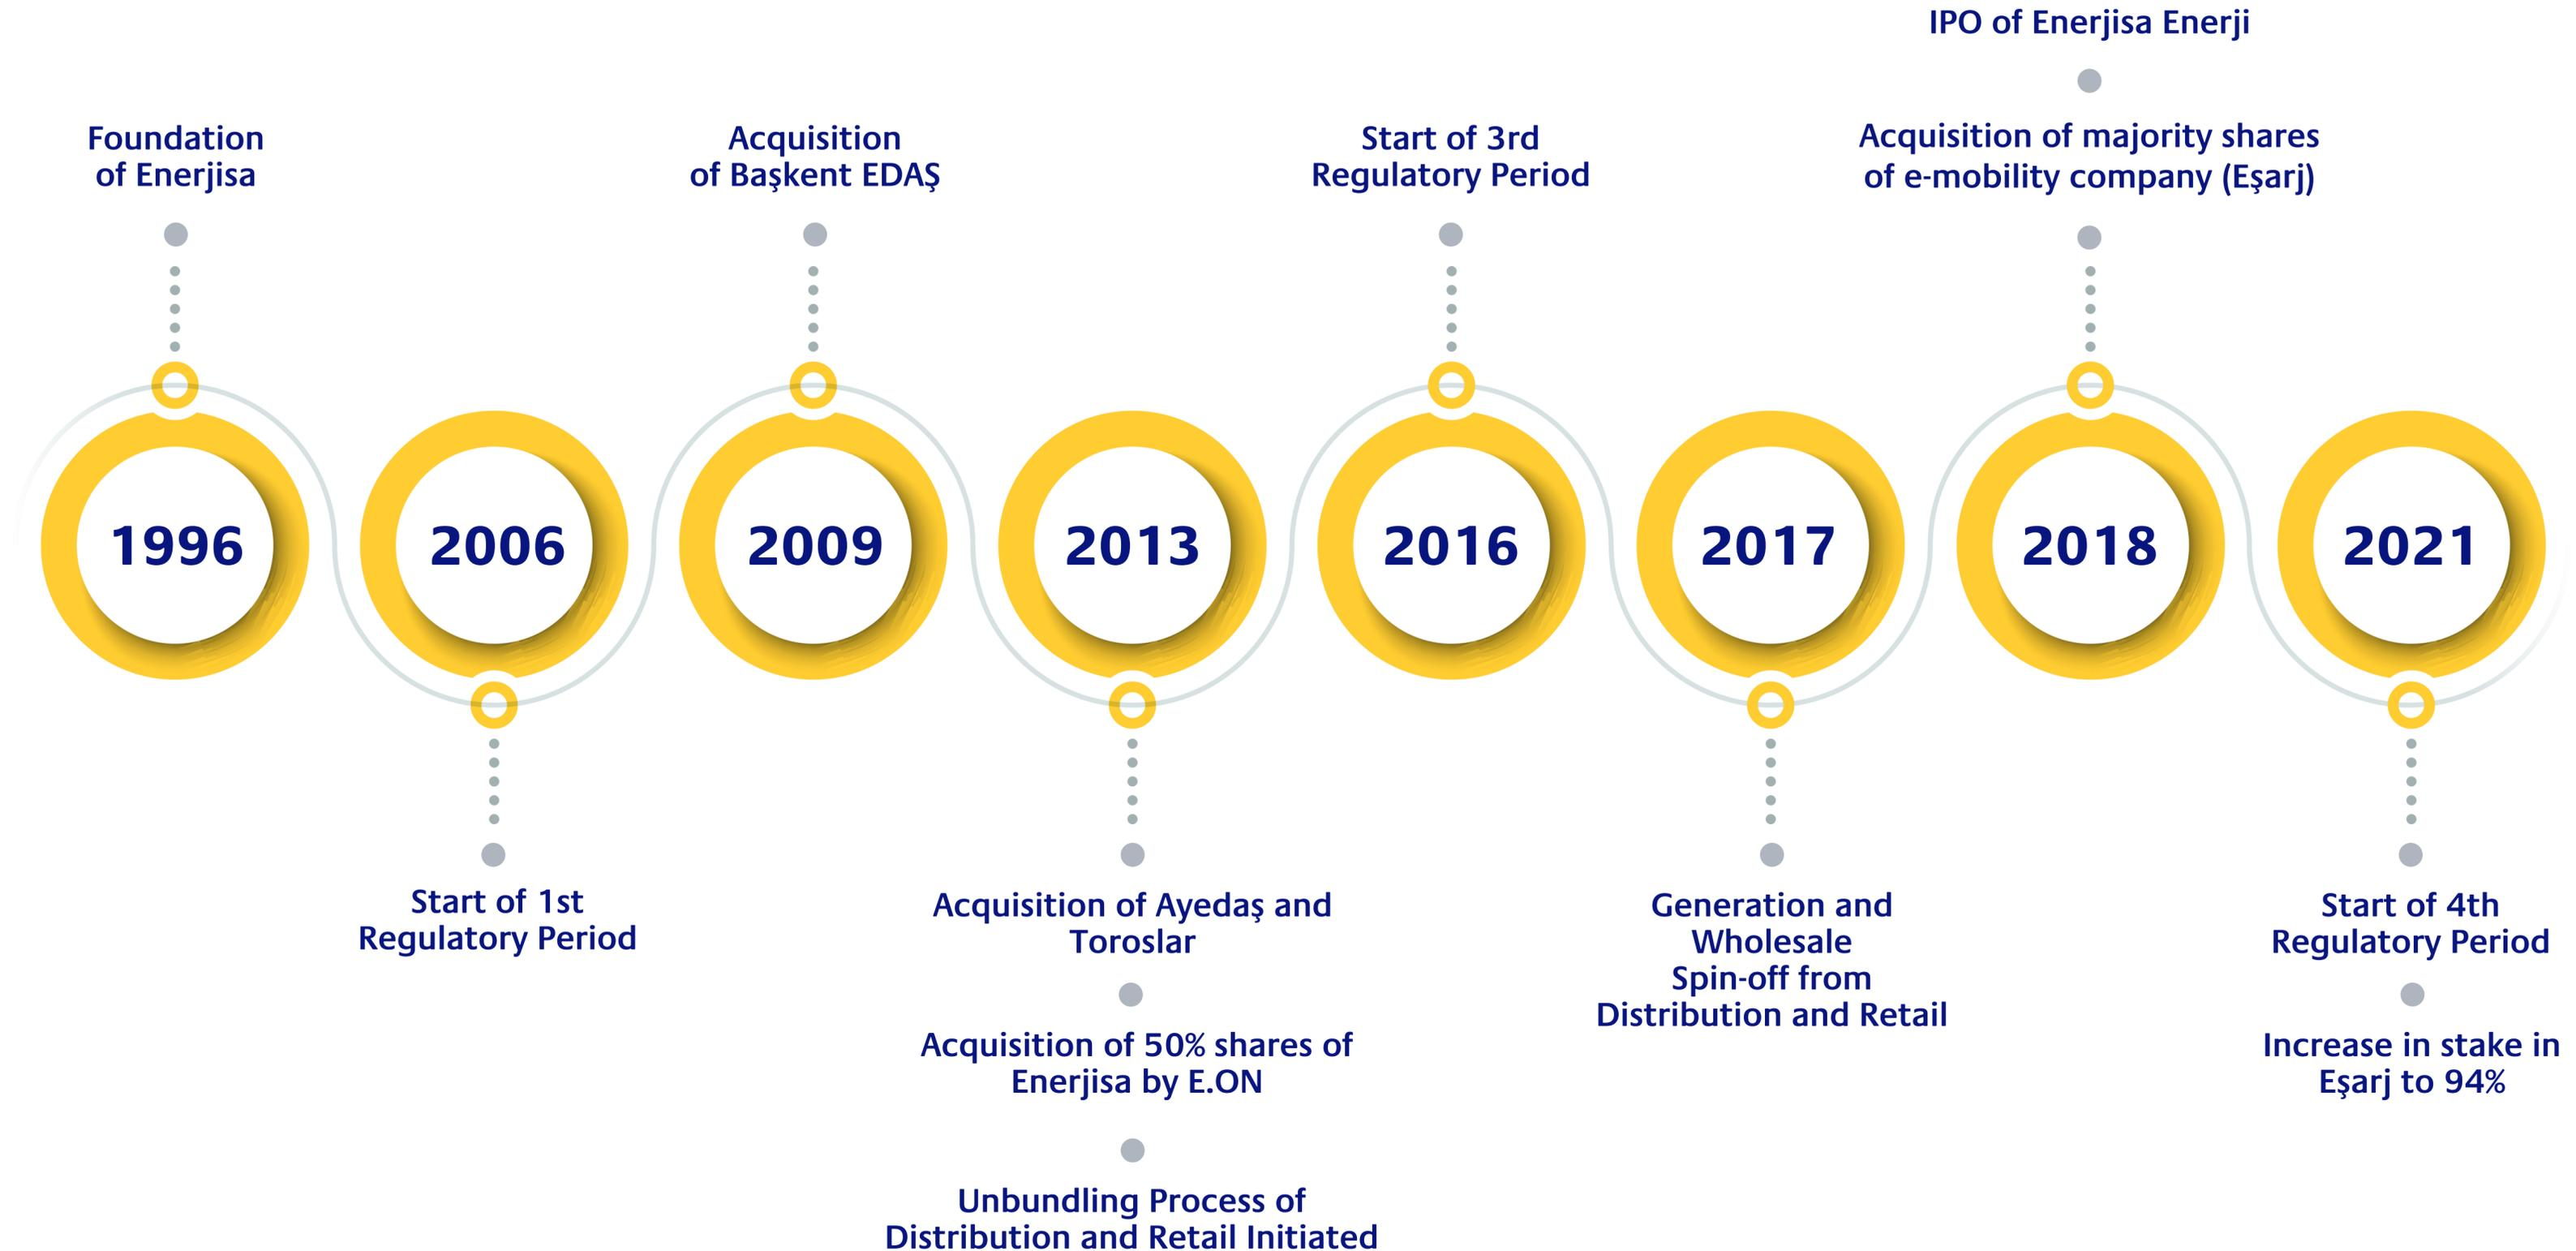 Foundation
of Enerjisa
1996
2006
Start of 1st
Regulatory Period
Acquisition
of Başkent EDAŞ
2009
2013
Acquisition of Ayedaş and
Toroslar
Acquisition of 50% shares of
Enerjisa by E.ON
Unbundling Process of
Distribution and Retail Initiated
Start of 3rd
Regulatory Period
2016
2017
Generation and
Wholesale
Spin-off from
Distribution and Retail
IPO of Enerjisa Enerji
Acquisition of majority shares
of e-mobility company (Eşarj)
2018
2021
Start of 4th
Regulatory Period
Increase in stake in
Eşarj to 94%